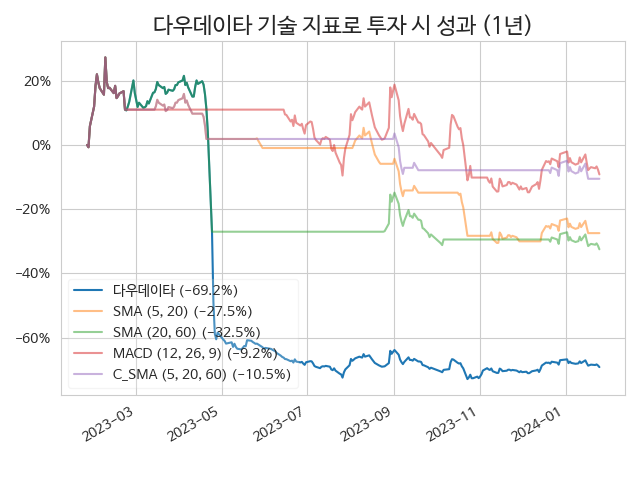 다우데이타 기술 지표로 투자 시 성과 (1년)
20%
0%
−20%
−40%
−60%
다우데이타 (−69.2%)
SMA (5, 20) (−27.5%)
SMA (20, 60) (−32.5%)
MACD (12, 26, 9) (−9.2%)
C_SMA (5, 20, 60) (−10.5%)
2023−03
2023−05
2023−07
2023−09
2023−11
2024−01